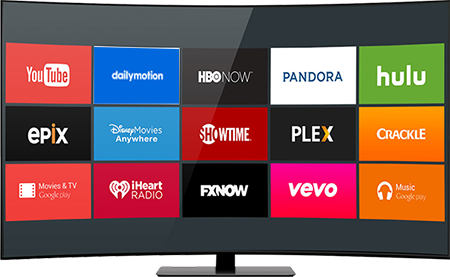 YouTube
dailymotion
HBO NOW
PANDORA
hulu
epix
Disney Movies
Anywhere
SHOWTIME
PLEX
CRACKLE
Movies & TV
Google play
iHeart
RADIO
FXNOW
vevo
Music
Google play